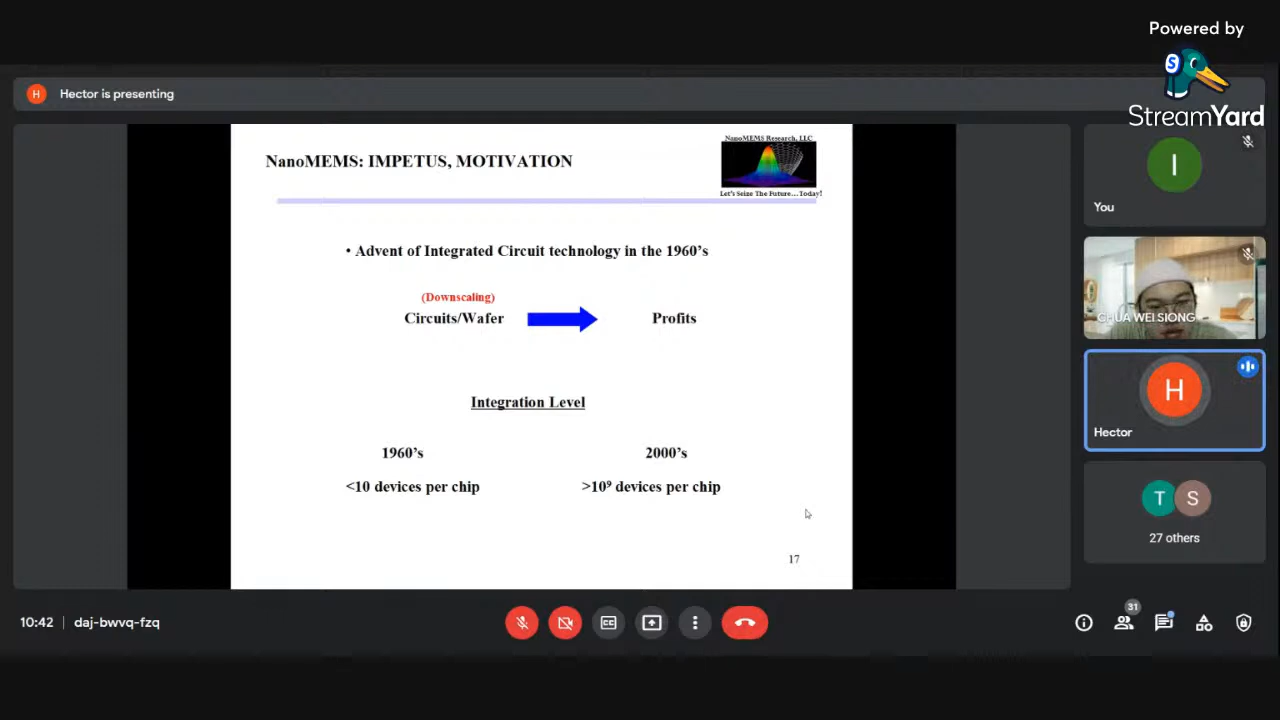 Powered by
StreamYard
H
Hector is presenting
NanoMEMS: IMPETUS, MOTIVATION
NanoMEMS Research, LLC
Let's Seize The Future…Today!
• Advent of Integrated Circuit technology in the 1960's
(Downscaling)
Circuits/Wafer
Profits
Integration Level
1960's
2000's
<10 devices per chip
>10⁹ devices per chip
17
I
You
CHUA WEI SIONG
H
Hector
T
S
27 others
10:42
daj-bwvq-fzq
31